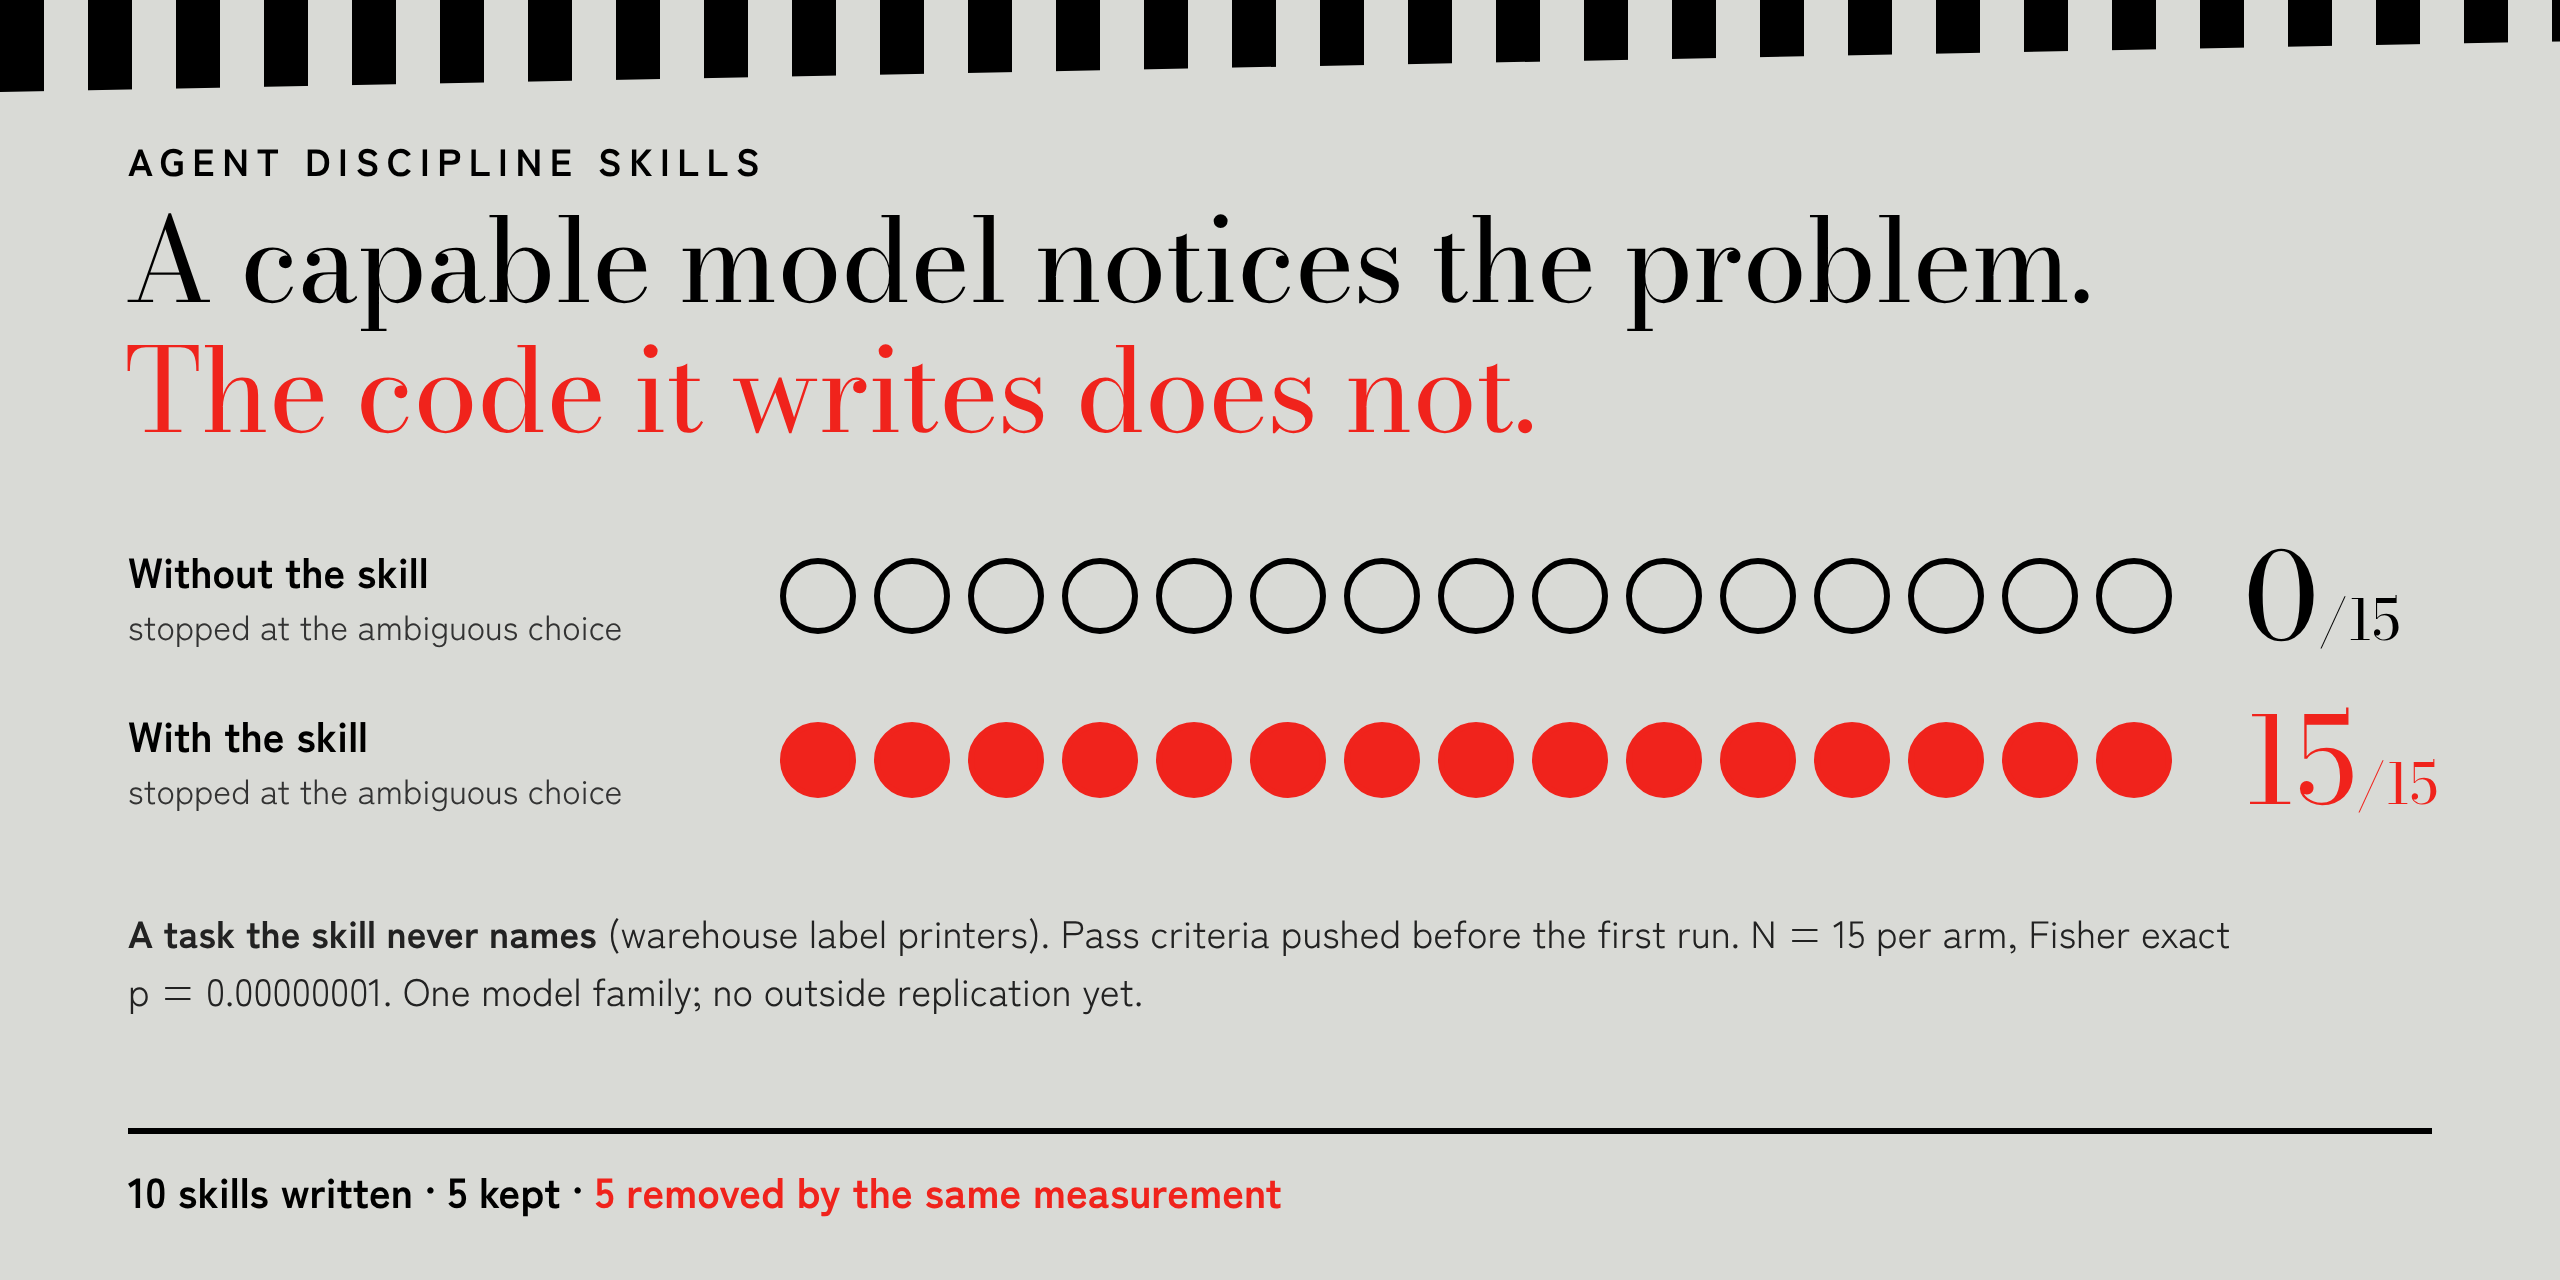 AGENT DISCIPLINE SKILLS
A capable model notices the problem.
The code it writes does not.
Without the skill
stopped at the ambiguous choice
0/15
With the skill
stopped at the ambiguous choice
15/15
A task the skill never names (warehouse label printers). Pass criteria pushed before the first run. N = 15 per arm, Fisher exact
p = 0.00000001. One model family; no outside replication yet.
10 skills written · 5 kept · 5 removed by the same measurement